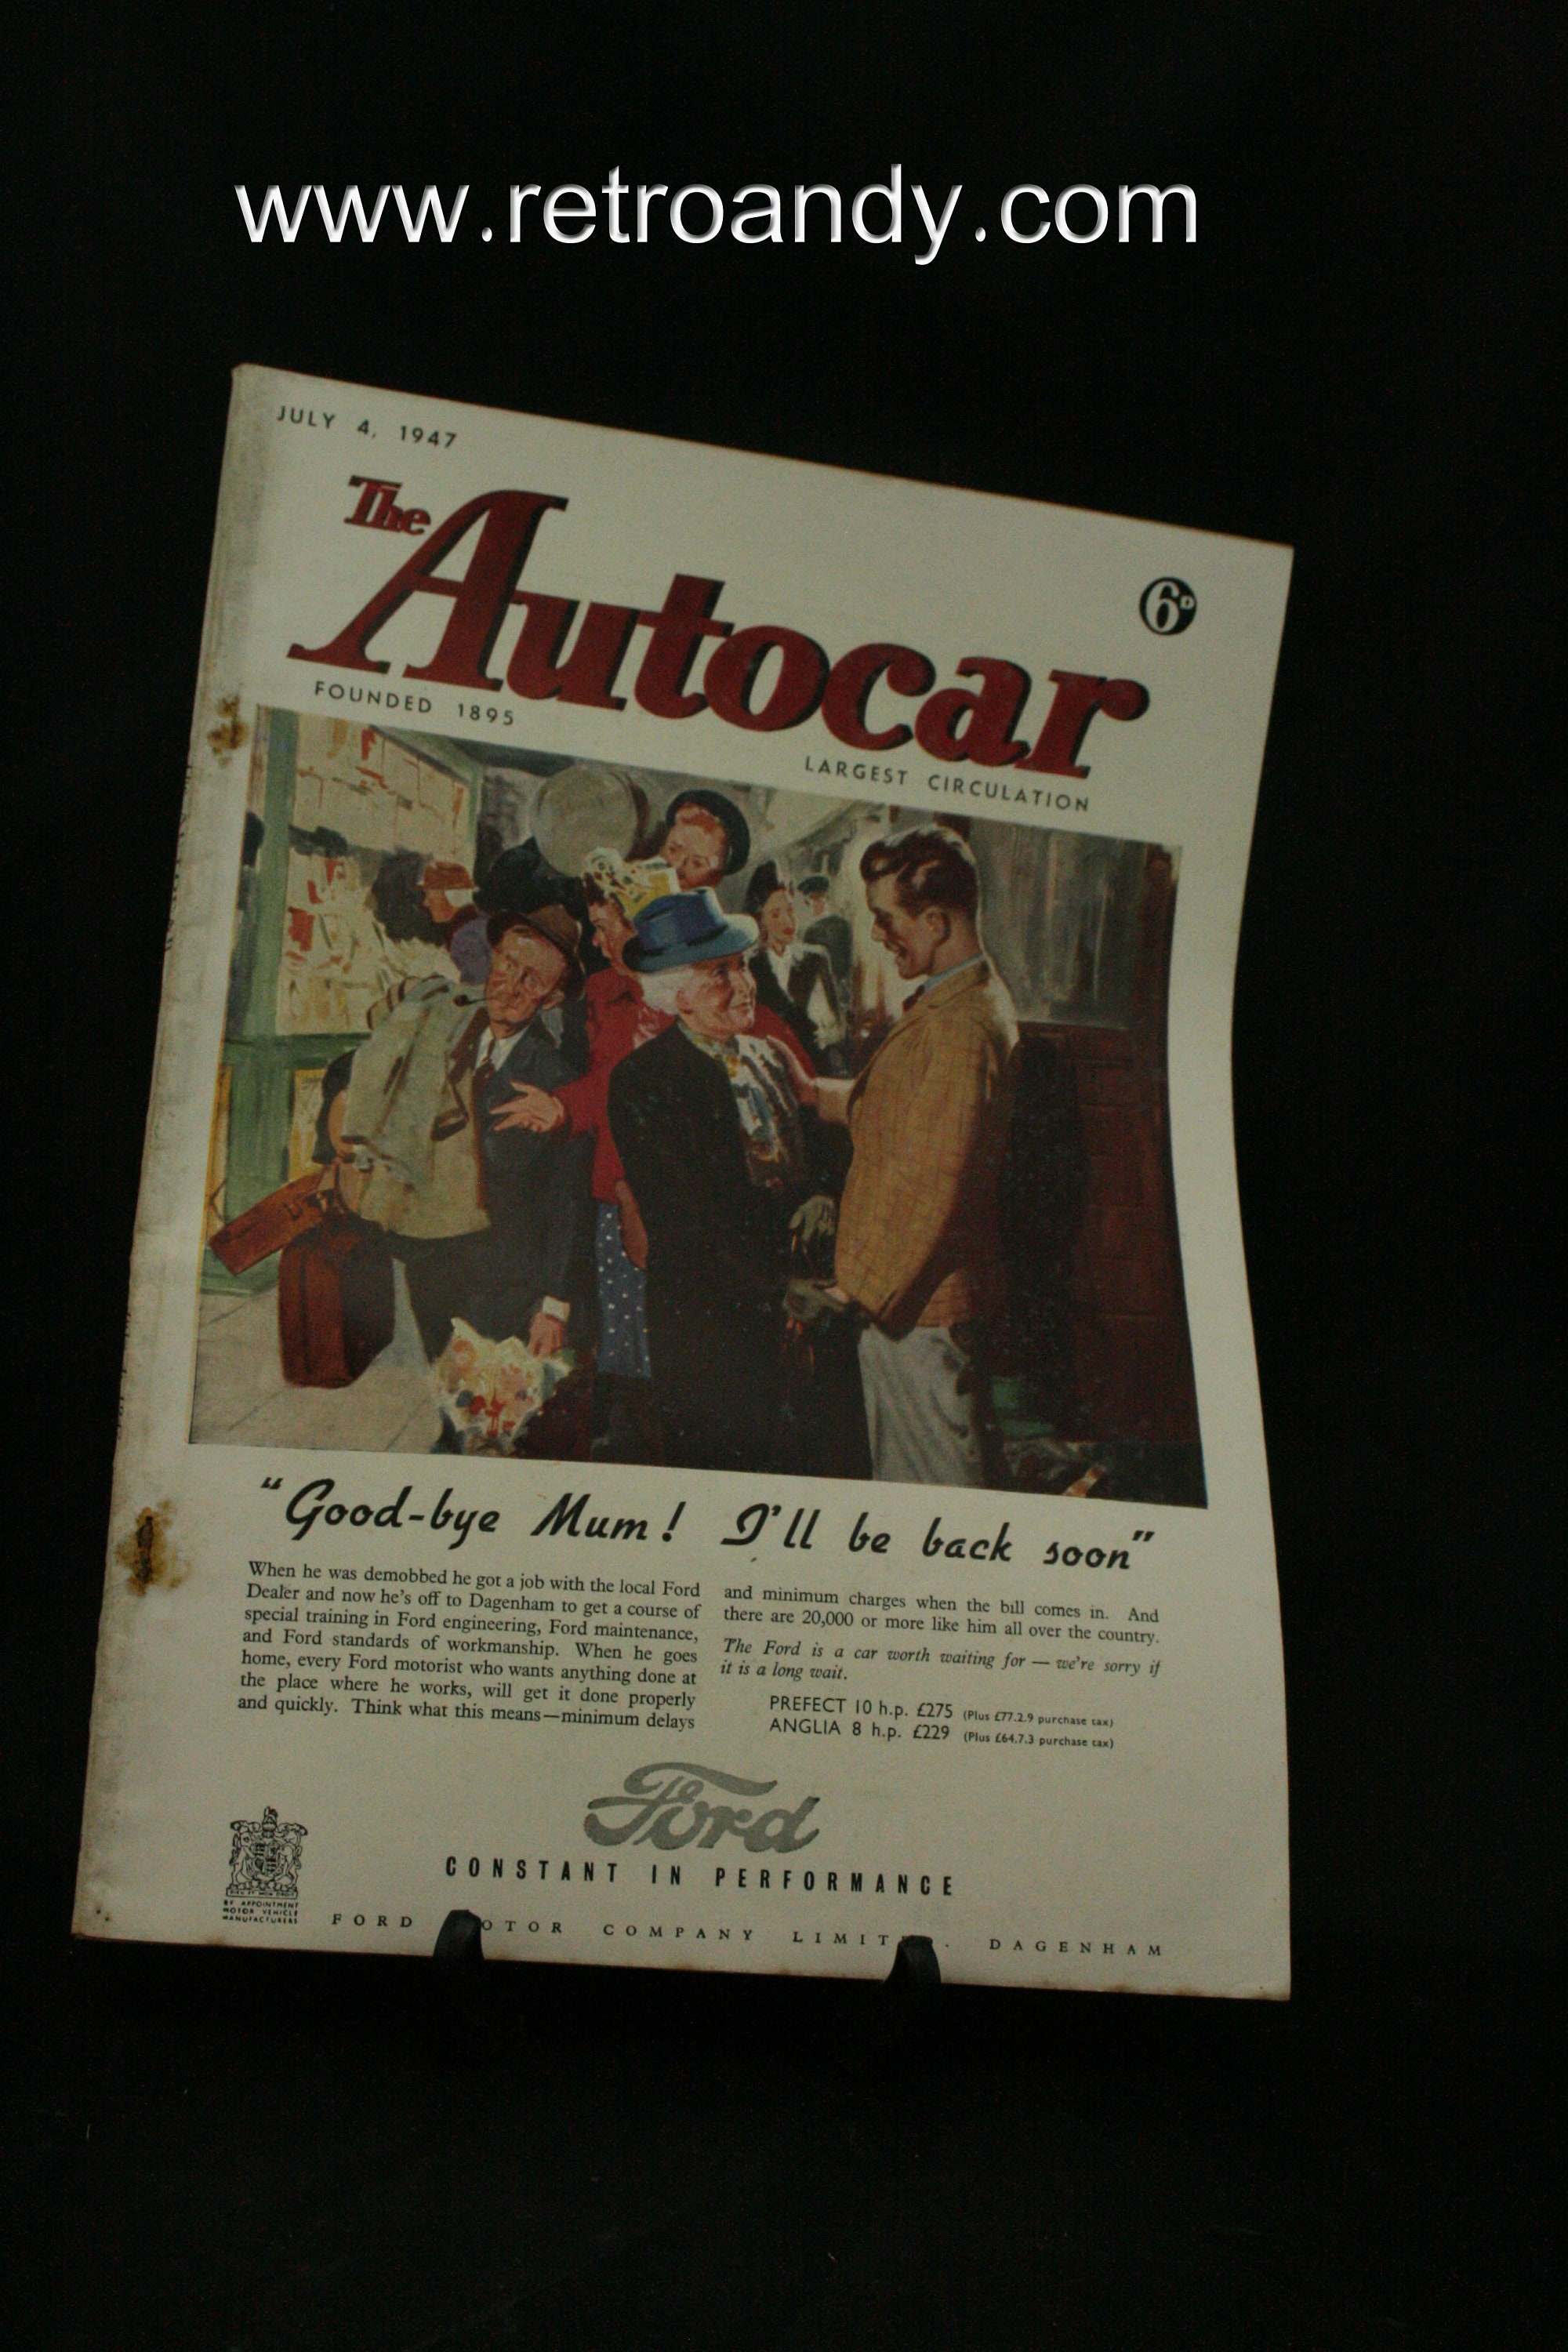 www.retroandy.com
JULY 4, 1947
The
Autocar
6D
FOUNDED 1895
LARGEST CIRCULATION
"Good-bye Mum! I'll be back soon"
When he was demobbed he got a job with the local Ford
Dealer and now he's off to Dagenham to get a course of
special training in Ford engineering, Ford maintenance,
and Ford standards of workmanship. When he goes
home, every Ford motorist who wants anything done at
the place where he works, will get it done properly
and quickly. Think what this means—minimum delays
and minimum charges when the bill comes in. And
there are 20,000 or more like him all over the country.
The Ford is a car worth waiting for — we're sorry if
it is a long wait.
PREFECT 10 h.p. £275 (Plus £77.2.9 purchase tax)
ANGLIA 8 h.p. £229 (Plus £64.7.3 purchase tax)
Ford
CONSTANT IN PERFORMANCE
BY APPOINTMENT
MOTOR VEHICLE
MANUFACTURERS
FORD MOTOR COMPANY LIMITED. DAGENHAM